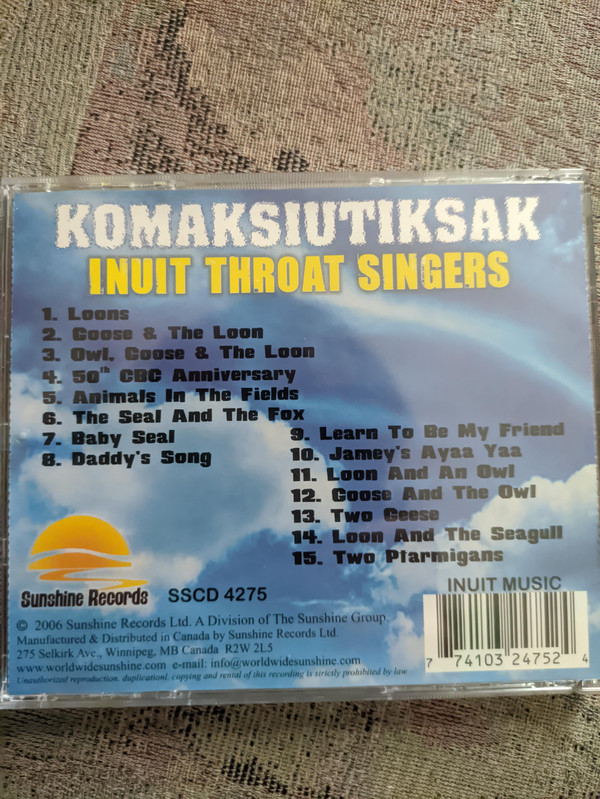 KOMAKSIUTIKSAK
INUIT THROAT SINGERS
1. Loons
2. Goose & The Loon
3. Owl, Goose & The Loon
4. 50th CBC Anniversary
5. Animals In The Fields
6. The Seal And The Fox
7. Baby Seal
8. Daddy's Song
9. Learn To Be My Friend
10. Jamey's Ayaa Yaa
11. Loon And An Owl
12. Goose And The Owl
13. Two Geese
14. Loon And The Seagull
15. Two Ptarmigans
Sunshine Records
SSCD 4275
INUIT MUSIC
© 2006 Sunshine Records Ltd. A Division of The Sunshine Group.
Manufactured & Distributed in Canada by Sunshine Records Ltd.
275 Selkirk Ave., Winnipeg, MB Canada R2W 2L5
www.worldwidesunshine.com e-mail: info@worldwidesunshine.com
Unauthorized reproduction, duplication1, copying and rental of this recording is strictly prohibited by law
7 74103 24752 4